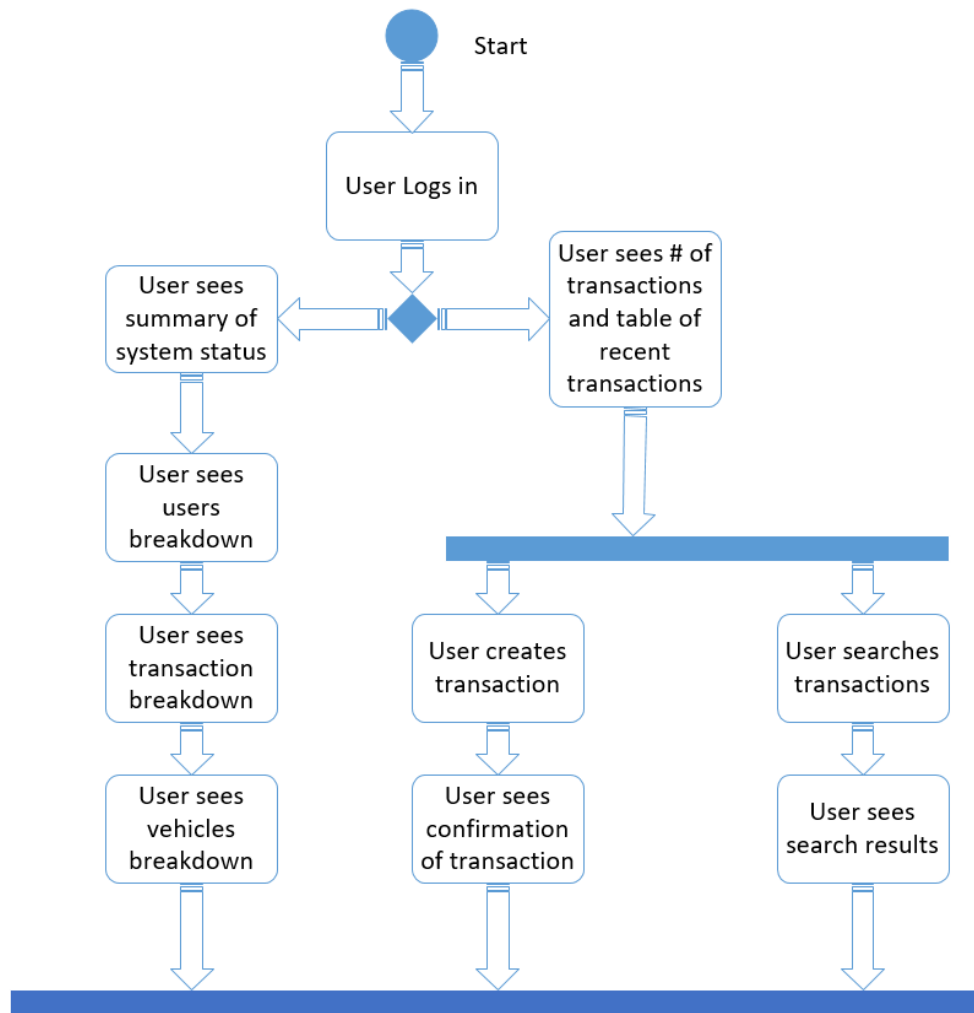 Start
User Logs in
User sees
summary of
system status
User sees # of
transactions
and table of
recent
transactions
User sees
users
breakdown
User sees
transaction
breakdown
User creates
transaction
User searches
transactions
User sees
vehicles
breakdown
User sees
confirmation
of transaction
User sees
search results